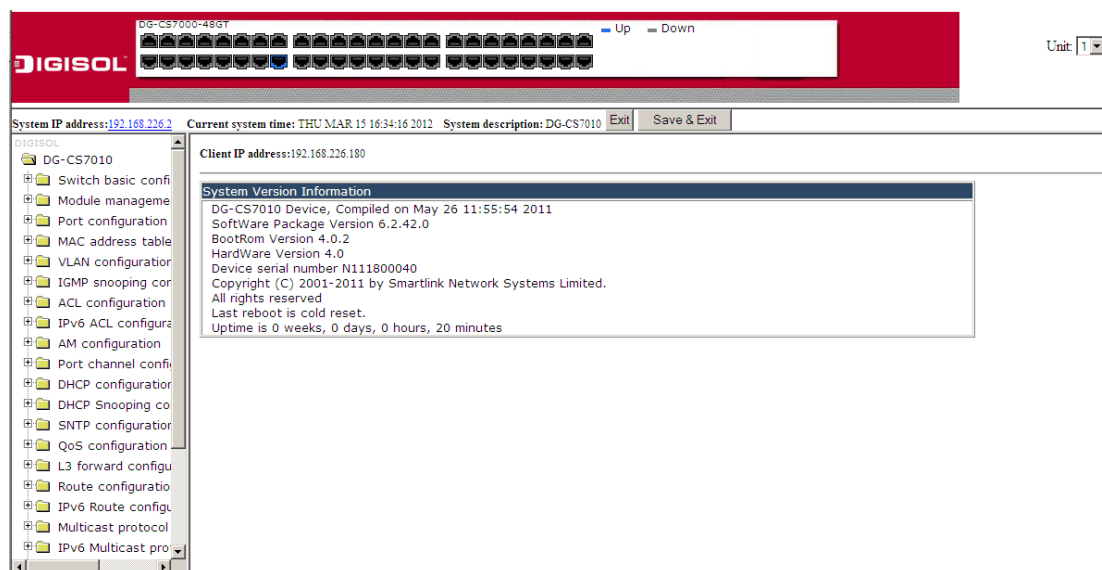 DG-CS7000-48GT
Up Down
DIGISOL
Unit: 1
System IP address:192.168.226.2 Current system time: THU MAR 15 16:34:16 2012 System description: DG-CS7010 Exit Save & Exit
DIGISOL
DG-CS7010
Switch basic confi
Module manageme
Port configuration
MAC address table
VLAN configuration
IGMP snooping cor
ACL configuration
IPv6 ACL configura
AM configuration
Port channel confi
DHCP configuration
DHCP Snooping co
SNTP configuration
QoS configuration
L3 forward configu
Route configuratio
IPv6 Route configu
Multicast protocol
IPv6 Multicast pro
Client IP address:192.168.226.180
System Version Information
DG-CS7010 Device, Compiled on May 26 11:55:54 2011
SoftWare Package Version 6.2.42.0
BootRom Version 4.0.2
HardWare Version 4.0
Device serial number N111800040
Copyright (C) 2001-2011 by Smartlink Network Systems Limited.
All rights reserved
Last reboot is cold reset.
Uptime is 0 weeks, 0 days, 0 hours, 20 minutes